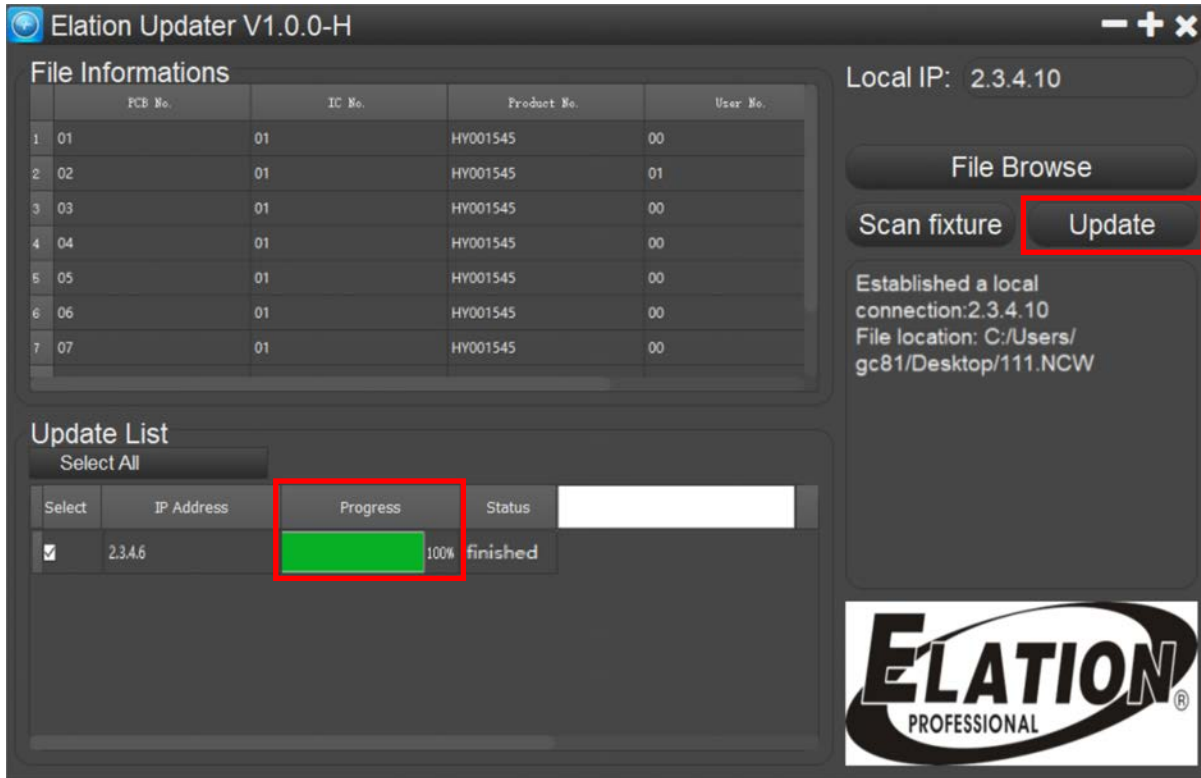 Elation Updater V1.0.0-H
File Informations
PCB No. IC No. Product No. User No.
1 01 01 HY001545 00
2 02 01 HY001545 01
3 03 01 HY001545 00
4 04 01 HY001545 00
5 05 01 HY001545 00
6 06 01 HY001545 00
7 07 01 HY001545 00
Local IP: 2.3.4.10
File Browse
Scan fixture Update
Established a local
connection:2.3.4.10
File location: C:/Users/
gc81/Desktop/111.NCW
Update List
Select All
Select IP Address Progress Status
2.3.4.6 100% finished
ELATION®
PROFESSIONAL